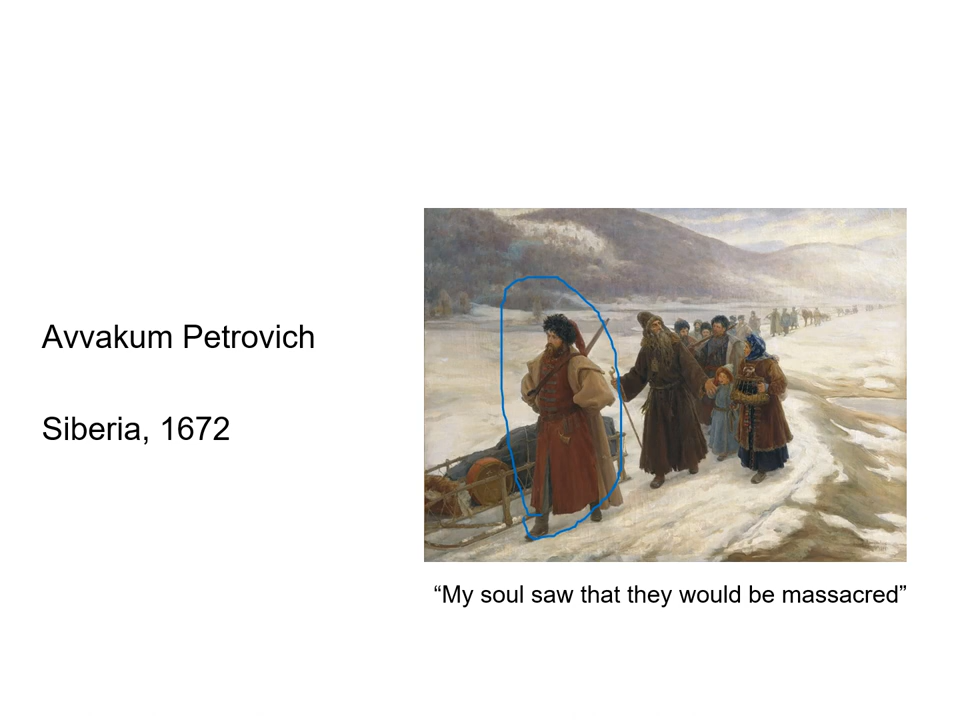 Avvakum Petrovich
Siberia, 1672
“My soul saw that they would be massacred”